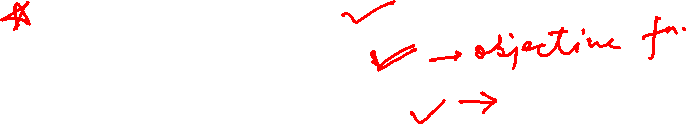 → objective fn.